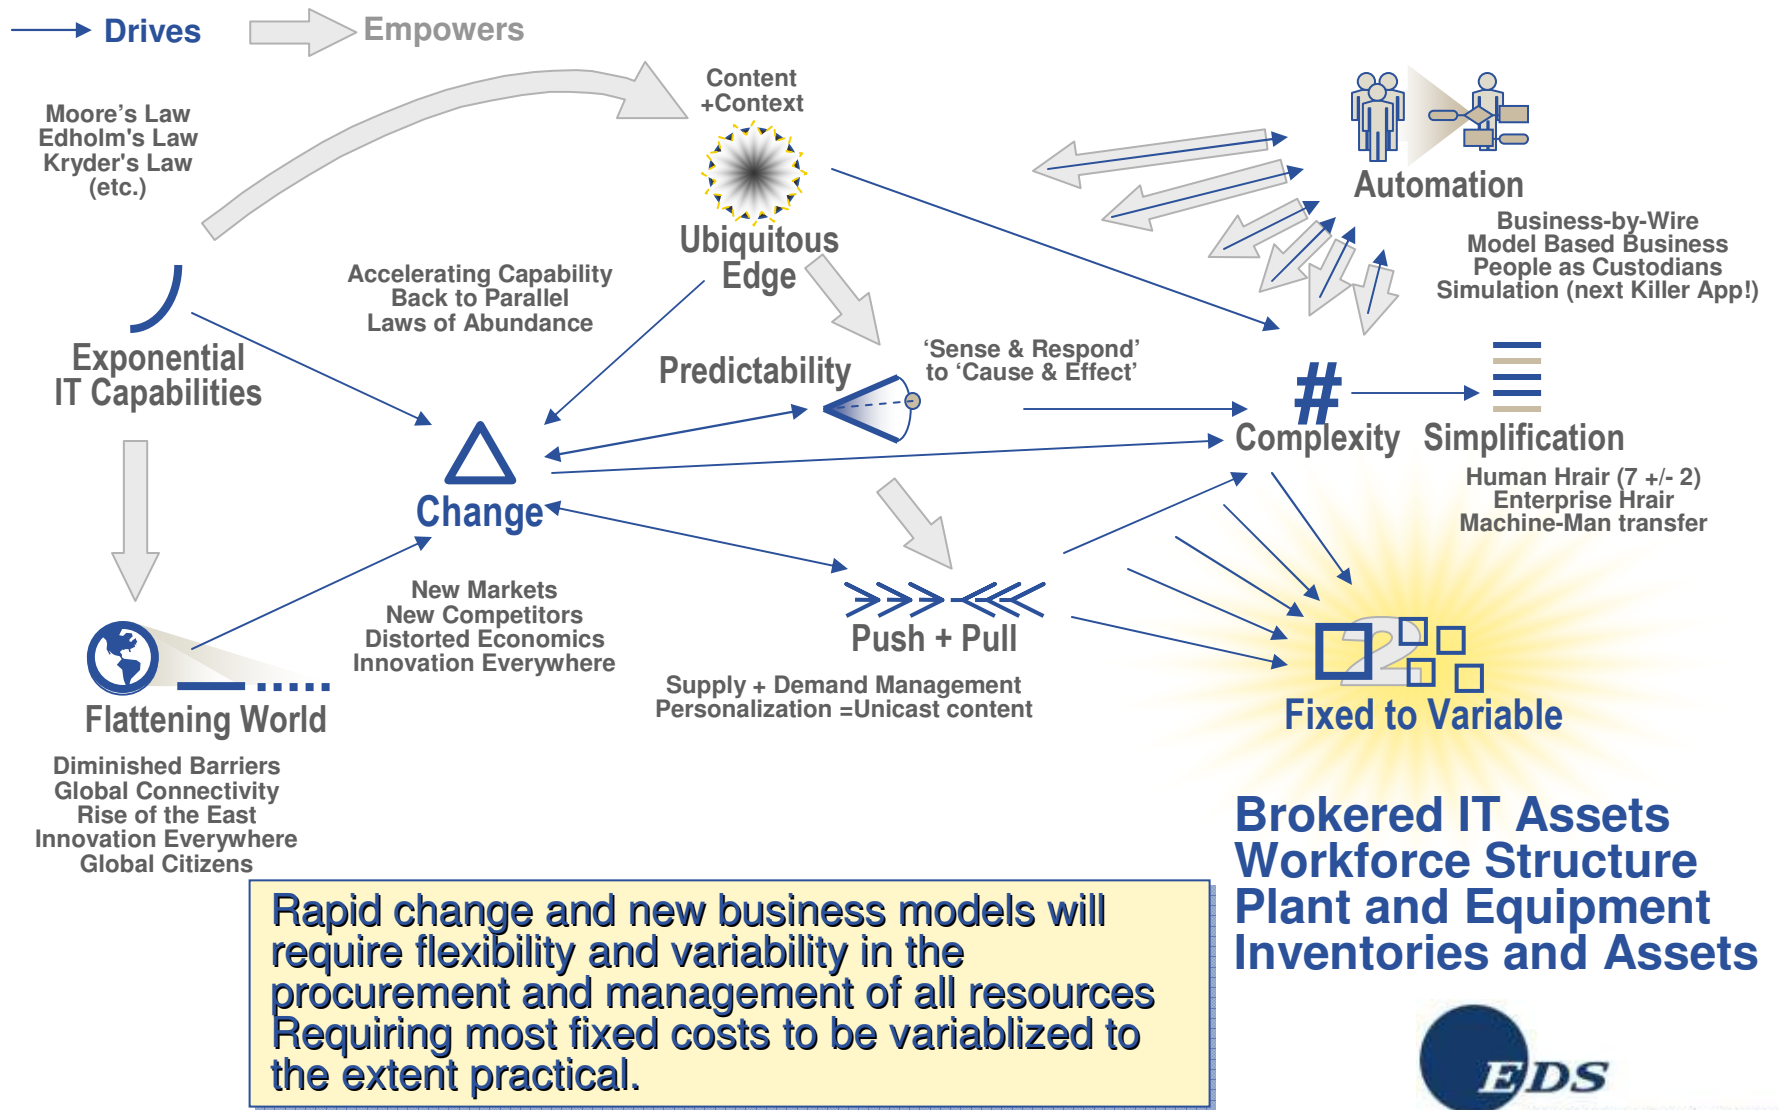 Drives
Empowers
Moore's Law
Edholm's Law
Kryder's Law
(etc.)
Content
+Context
Ubiquitous
Edge
Automation
Business-by-Wire
Model Based Business
People as Custodians
Simulation (next Killer App!)
Accelerating Capability
Back to Parallel
Laws of Abundance
Exponential
IT Capabilities
Predictability
‘Sense & Respond’
to ‘Cause & Effect’
#
Complexity
Simplification
Human Hrair (7 +/- 2)
Enterprise Hrair
Machine-Man transfer
Change
New Markets
New Competitors
Distorted Economics
Innovation Everywhere
Push + Pull
Supply + Demand Management
Personalization =Unicast content
2
Fixed to Variable
Flattening World
Diminished Barriers
Global Connectivity
Rise of the East
Innovation Everywhere
Global Citizens
Brokered IT Assets
Workforce Structure
Plant and Equipment
Inventories and Assets
Rapid change and new business models will
require flexibility and variability in the
procurement and management of all resources
Requiring most fixed costs to be variablized to
the extent practical.
EDS